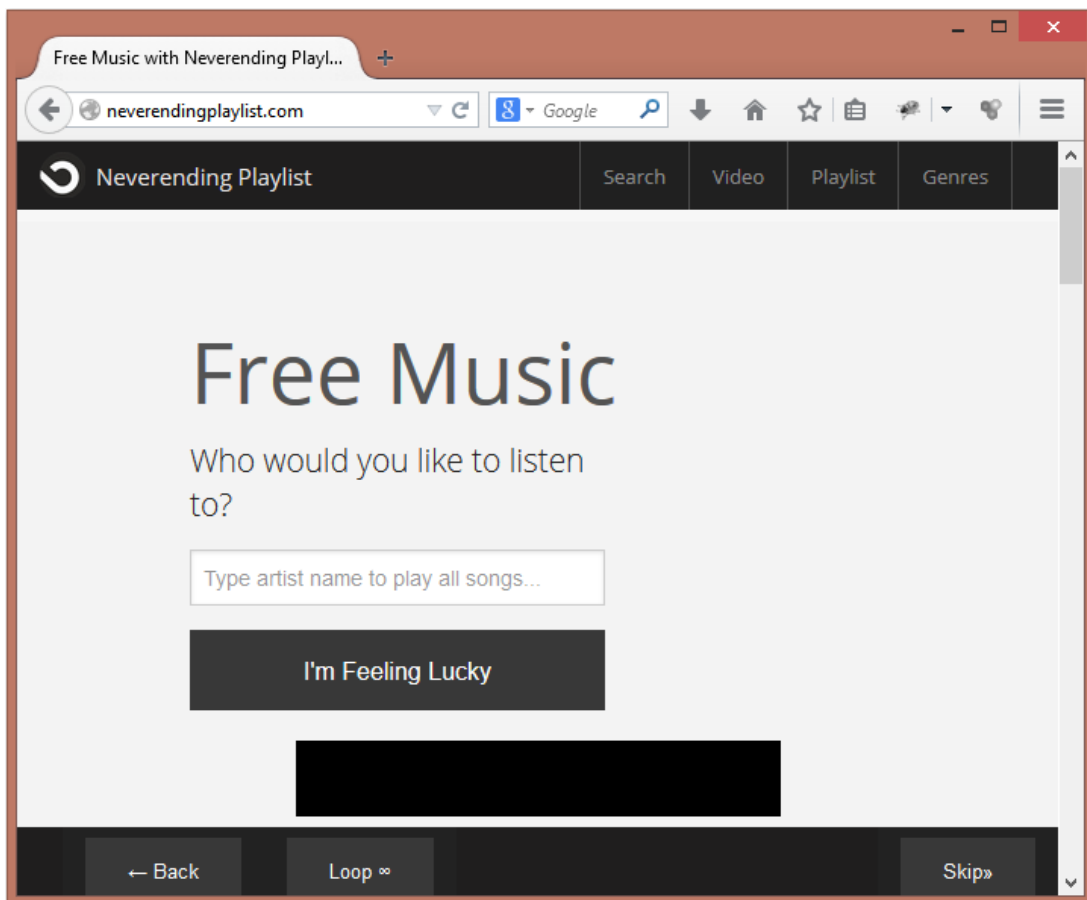 Free Music with Neverending Playl...
neverendingplaylist.com
8 Google
Neverending Playlist Search Video Playlist Genres
Free Music
Who would you like to listen
to?
Type artist name to play all songs...
I'm Feeling Lucky
← Back Loop ∞ Skip»